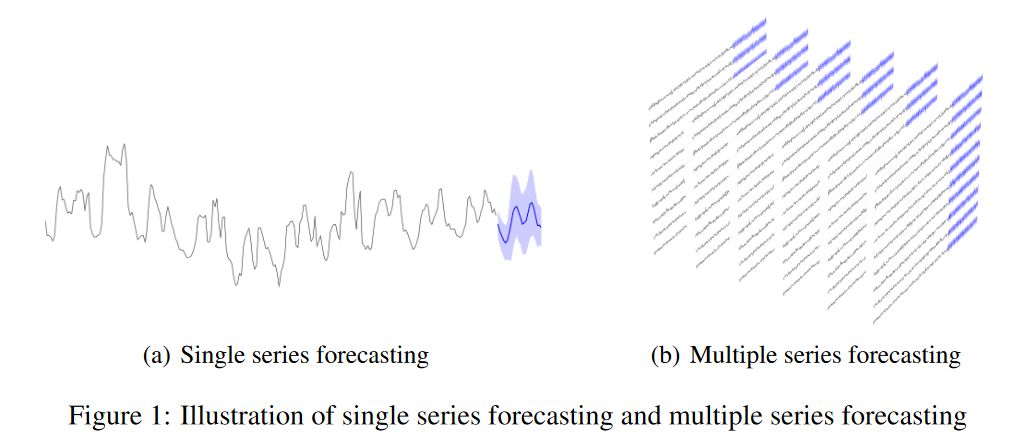 (a) Single series forecasting
(b) Multiple series forecasting
Figure 1: Illustration of single series forecasting and multiple series forecasting